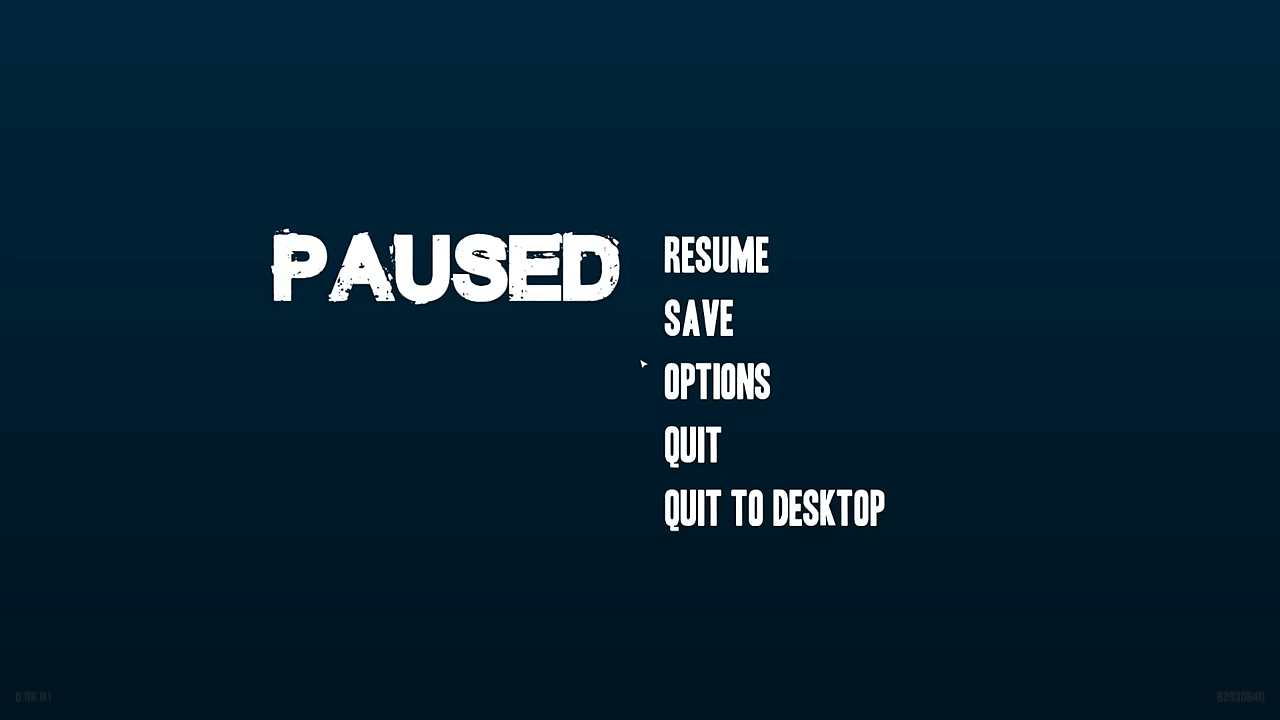 PAUSED
RESUME
SAVE
OPTIONS
QUIT
QUIT TO DESKTOP